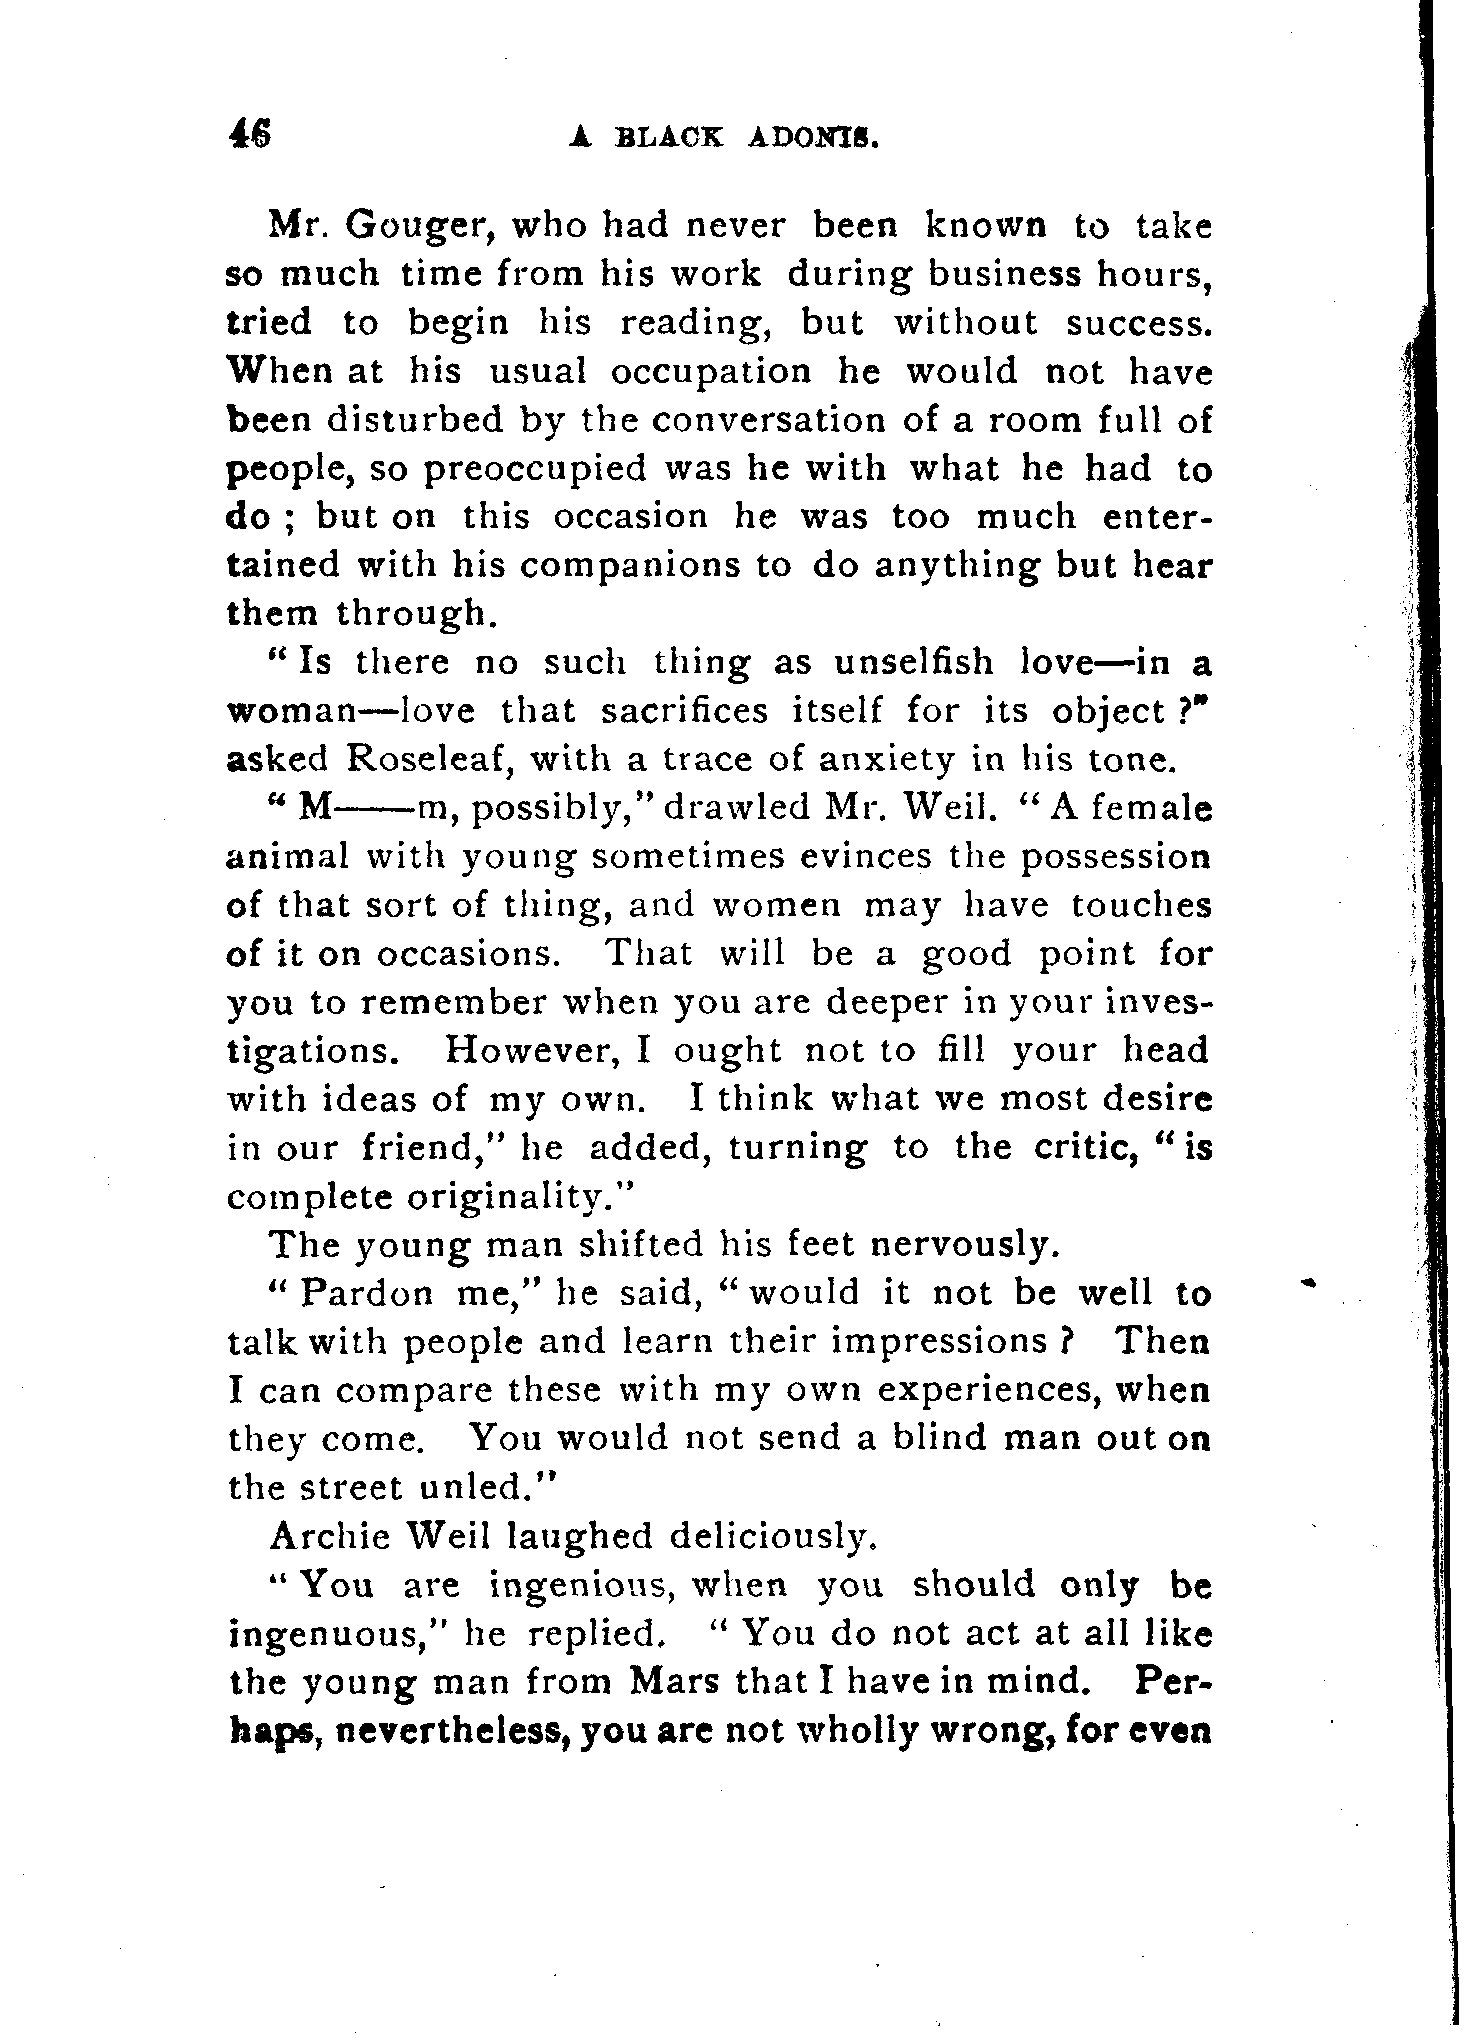 46 A BLACK ADONIS.
Mr. Gouger, who had never been known to take
so much time from his work during business hours,
tried to begin his reading, but without success.
When at his usual occupation he would not have
been disturbed by the conversation of a room full of
people, so preoccupied was he with what he had to
do ; but on this occasion he was too much enter-
tained with his companions to do anything but hear
them through.
“ Is there no such thing as unselfish love—in a
woman—love that sacrifices itself for its object ?”
asked Roseleaf, with a trace of anxiety in his tone.
“ M——m, possibly,” drawled Mr. Weil. “ A female
animal with young sometimes evinces the possession
of that sort of thing, and women may have touches
of it on occasions. That will be a good point for
you to remember when you are deeper in your inves-
tigations. However, I ought not to fill your head
with ideas of my own. I think what we most desire
in our friend,” he added, turning to the critic, “ is
complete originality.”
The young man shifted his feet nervously.
“ Pardon me,” he said, “ would it not be well to
talk with people and learn their impressions ? Then
I can compare these with my own experiences, when
they come. You would not send a blind man out on
the street unled.”
Archie Weil laughed deliciously.
“ You are ingenious, when you should only be
ingenuous,” he replied. “ You do not act at all like
the young man from Mars that I have in mind. Per-
haps, nevertheless, you are not wholly wrong, for even